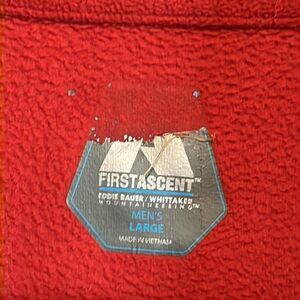 FIRSTASCENT™
EDDIE BAUER/WHITTAKER
MOUNTAINEERING™
MEN'S
LARGE
MADE IN VIETNAM